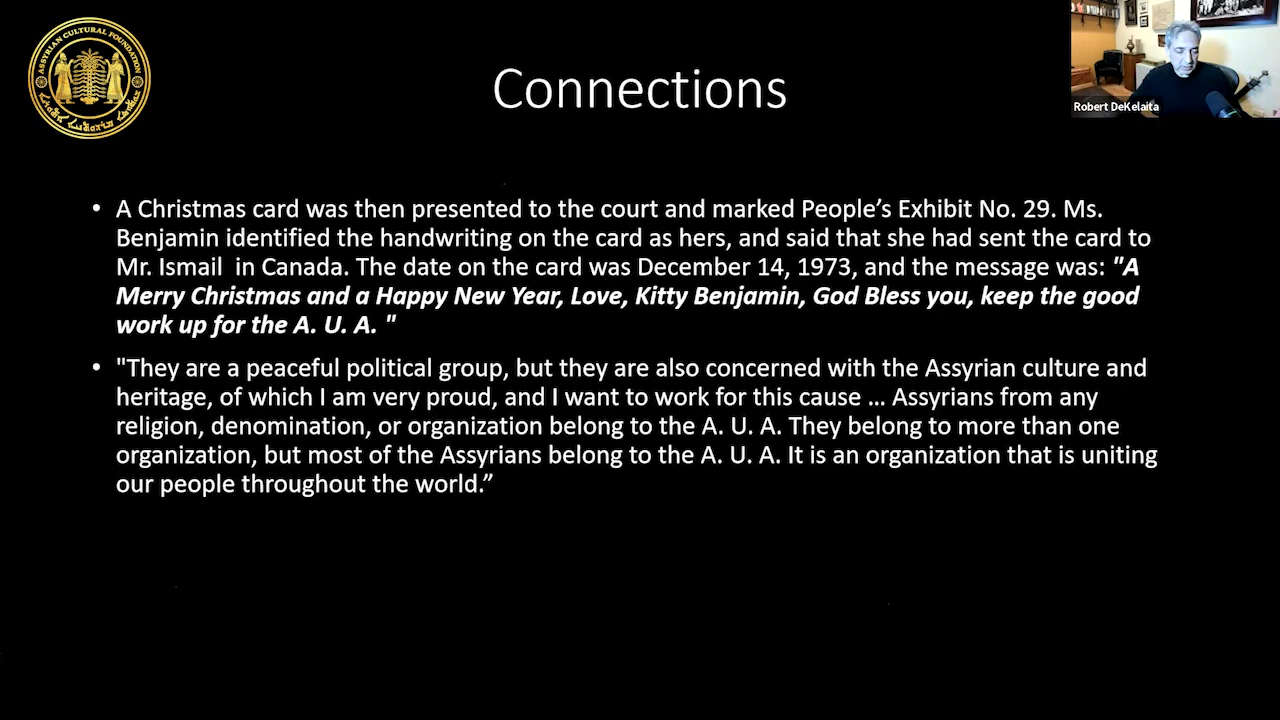 ASSYRIAN CULTURAL FOUNDATION
Connections
Robert DeKelaita
• A Christmas card was then presented to the court and marked People’s Exhibit No. 29. Ms.
Benjamin identified the handwriting on the card as hers, and said that she had sent the card to
Mr. Ismail  in Canada. The date on the card was December 14, 1973, and the message was: "A
Merry Christmas and a Happy New Year, Love, Kitty Benjamin, God Bless you, keep the good
work up for the A. U. A. "
• "They are a peaceful political group, but they are also concerned with the Assyrian culture and
heritage, of which I am very proud, and I want to work for this cause … Assyrians from any
religion, denomination, or organization belong to the A. U. A. They belong to more than one
organization, but most of the Assyrians belong to the A. U. A. It is an organization that is uniting
our people throughout the world.”